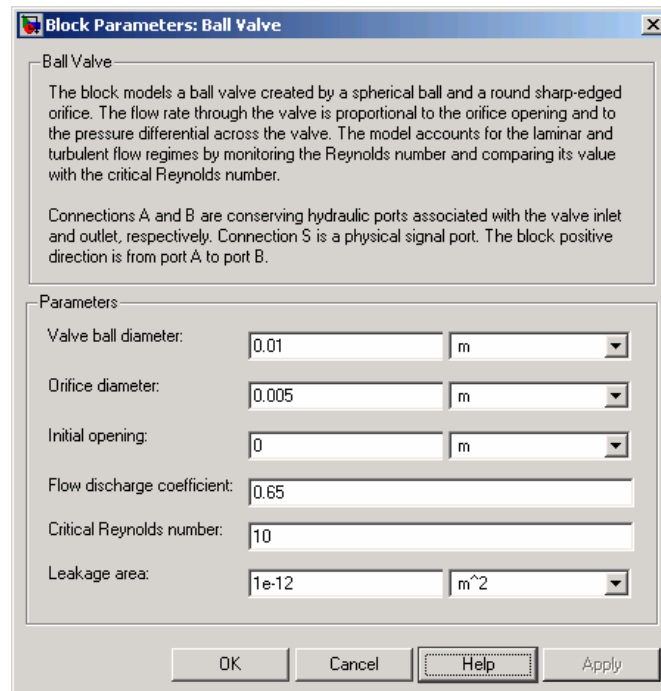 Block Parameters: Ball Valve
Ball Valve
The block models a ball valve created by a spherical ball and a round sharp-edged
orifice. The flow rate through the valve is proportional to the orifice opening and to
the pressure differential across the valve. The model accounts for the laminar and
turbulent flow regimes by monitoring the Reynolds number and comparing its value
with the critical Reynolds number.
Connections A and B are conserving hydraulic ports associated with the valve inlet
and outlet, respectively. Connection S is a physical signal port. The block positive
direction is from port A to port B.
Parameters
Valve ball diameter: 0.01 m
Orifice diameter: 0.005 m
Initial opening: 0 m
Flow discharge coefficient: 0.65
Critical Reynolds number: 10
Leakage area: 1e-12 m^2
OK Cancel Help Apply